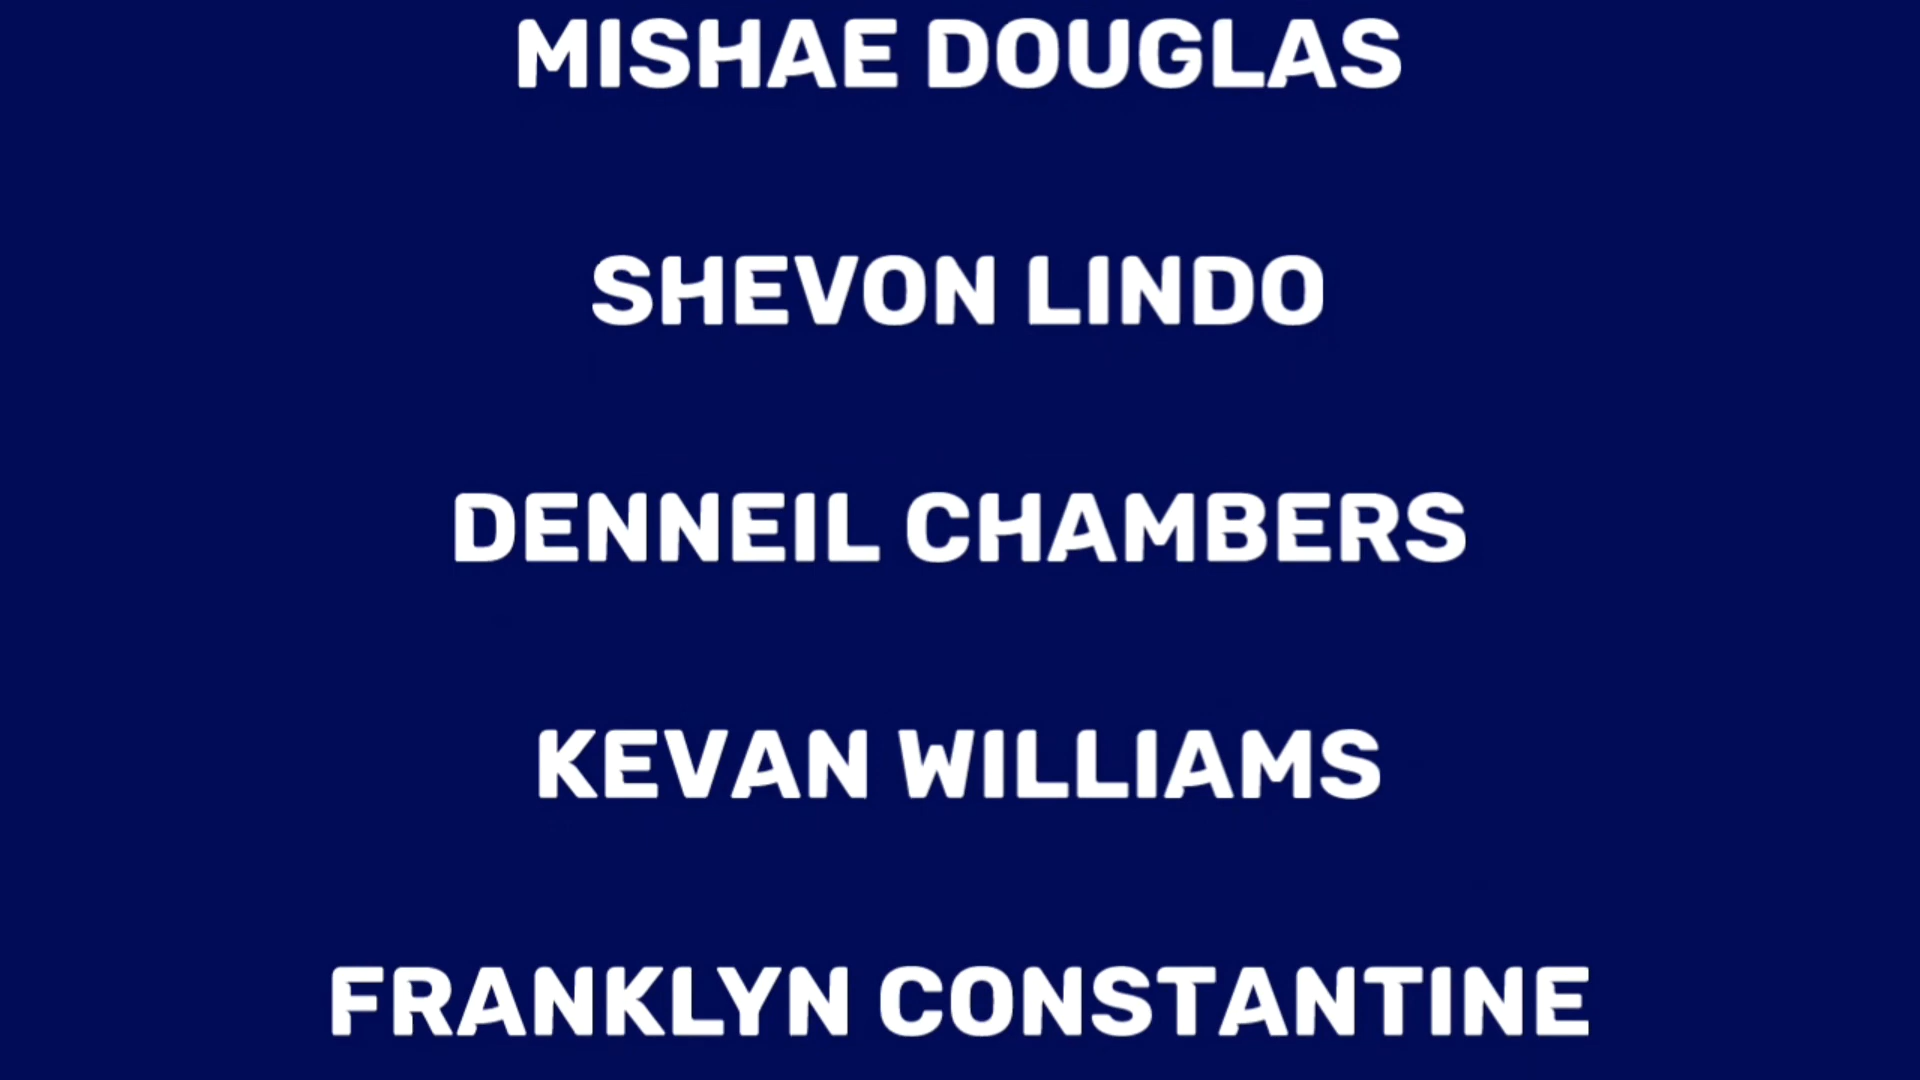 MISHAE DOUGLAS
SHEVON LINDO
DENNEIL CHAMBERS
KEVAN WILLIAMS
FRANKLYN CONSTANTINE